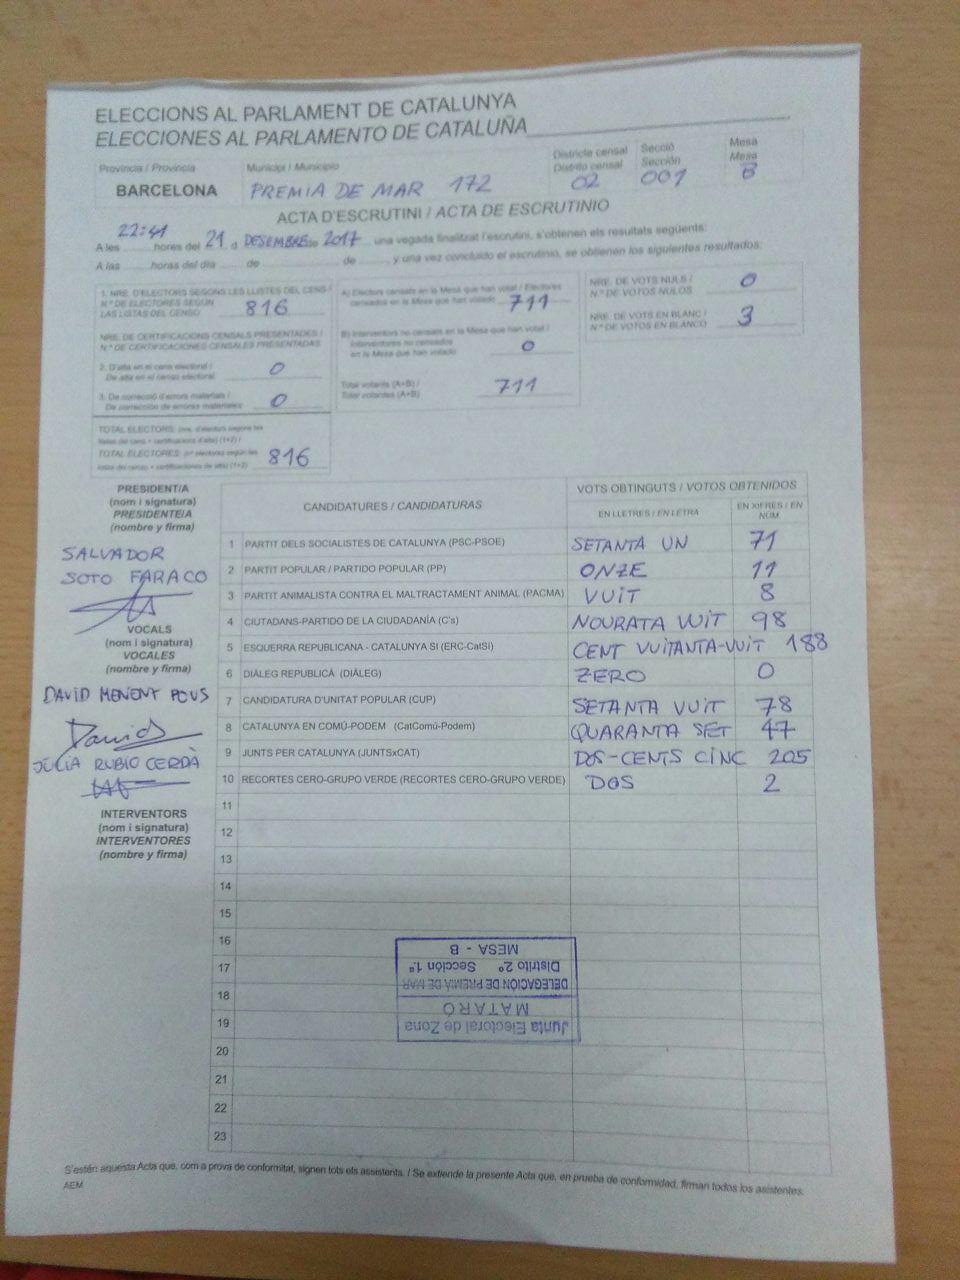 ELECCIONS AL PARLAMENT DE CATALUNYA
ELECCIONES AL PARLAMENTO DE CATALUÑA
Província / Provincia
BARCELONA
Municipi / Municipio
PREMIA DE MAR 172
Districte censal
Distrito censal
02
Secció
Sección
001
Mesa
Mesa
B
ACTA D'ESCRUTINI / ACTA DE ESCRUTINIO
22:41
A les ...... hores del 21 d DESEMBRE de 2017 una vegada finalitzat l'escrutini, s'obtenen els resultats següents:
A las ...... horas del día ...... de ...... de ...... y una vez concluido el escrutinio, se obtienen los siguientes resultados:
1. NRE. D'ELECTORS SEGONS LES LLISTES DEL CENS /
N.º DE ELECTORES SEGÚN
LAS LISTAS DEL CENSO
816
NRE. DE CERTIFICACIONS CENSALS PRESENTADES /
N.º DE CERTIFICACIONES CENSALES PRESENTADAS
2. D'alta en el cens electoral /
De alta en el censo electoral
0
3. De correcció d'errors materials /
De corrección de errores materiales
0
TOTAL ELECTORS: (nre. d'electors segons les
llistes del cens + certificacions d'alta) (1+2) /
TOTAL ELECTORES: (nº electores según las
listas del censo + certificaciones de alta) (1+2)
816
A) Electors censats en la Mesa que han votat / Electores
censados en la Mesa que han votado
711
B) Interventors no censats en la Mesa que han votat /
Interventores no censados
en la Mesa que han votado
0
Total votants (A+B) /
Total votantes (A+B)
711
NRE. DE VOTS NULS /
N.º DE VOTOS NULOS
0
NRE. DE VOTS EN BLANC /
N.º DE VOTOS EN BLANCO
3
PRESIDENT/A
(nom i signatura)
PRESIDENTE/A
(nombre y firma)
SALVADOR
SOTO FARACO
VOCALS
(nom i signatura)
VOCALES
(nombre y firma)
DAVID MENENT POUS
David
JÚLIA RUBIO CERDÀ
INTERVENTORS
(nom i signatura)
INTERVENTORES
(nombre y firma)
CANDIDATURES / CANDIDATURAS
VOTS OBTINGUTS / VOTOS OBTENIDOS
EN LLETRES / EN LETRA
EN XIFRES / EN
NÚM
1 PARTIT DELS SOCIALISTES DE CATALUNYA (PSC-PSOE) SETANTA UN 71
2 PARTIT POPULAR / PARTIDO POPULAR (PP) ONZE 11
3 PARTIT ANIMALISTA CONTRA EL MALTRACTAMENT ANIMAL (PACMA) VUIT 8
4 CIUTADANS-PARTIDO DE LA CIUDADANÍA (C's) NOURATA VUIT 98
5 ESQUERRA REPUBLICANA - CATALUNYA SI (ERC-CatSI) CENT VUITANTA-VUIT 188
6 DIÀLEG REPUBLICÀ (DIÀLEG) ZERO 0
7 CANDIDATURA D'UNITAT POPULAR (CUP) SETANTA VUIT 78
8 CATALUNYA EN COMÚ-PODEM (CatComú-Podem) QUARANTA SET 47
9 JUNTS PER CATALUNYA (JUNTSxCAT) DOS-CENTS CINC 205
10 RECORTES CERO-GRUPO VERDE (RECORTES CERO-GRUPO VERDE) DOS 2
11
12
13
14
15
16
17
18
19
20
21
22
23
Junta Electoral de Zona
MATARÓ
DELEGACIÓN DE PREMIÀ DE MAR
Distrito 2º Sección 1.ª
MESA - B
S'estén aquesta Acta que, com a prova de conformitat, signen tots els assistents. / Se extiende la presente Acta que, en prueba de conformidad, firman todos los asistentes.
AEM